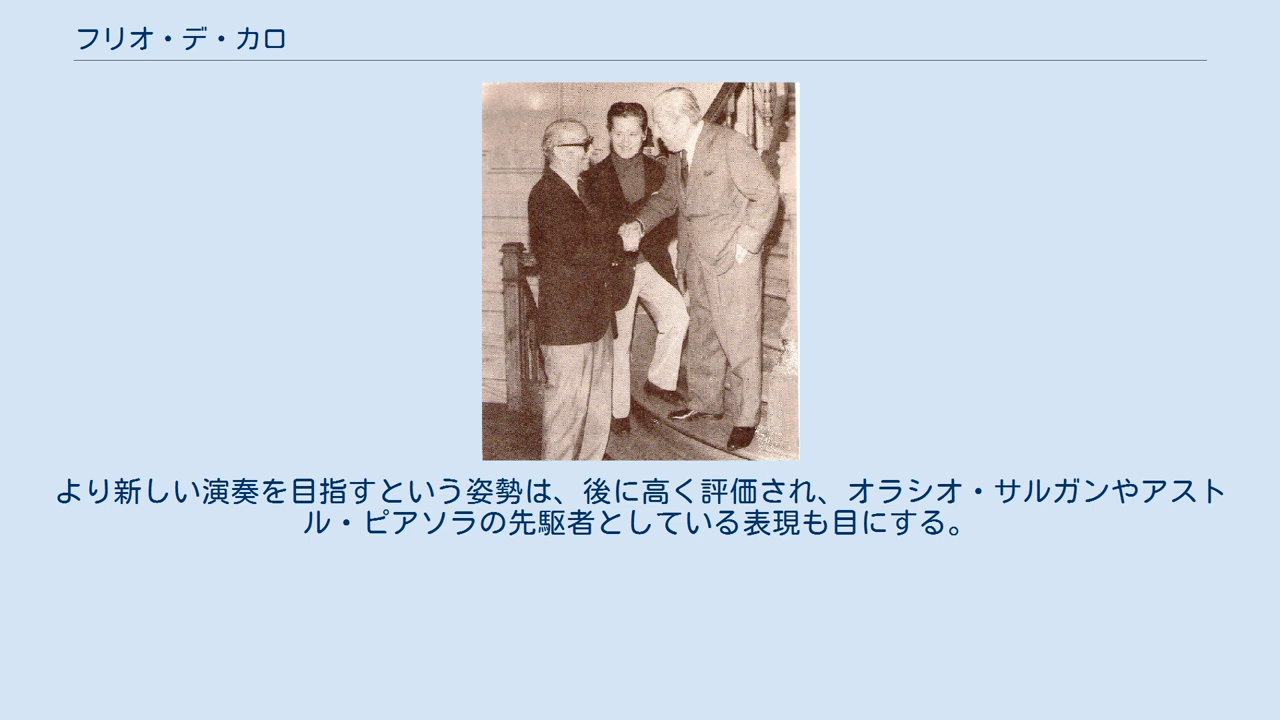 フリオ・デ・カロ
より新しい演奏を目指すという姿勢は、後に高く評価され、オラシオ・サルガンやアスト
ル・ピアソラの先駆者としている表現も目にする。